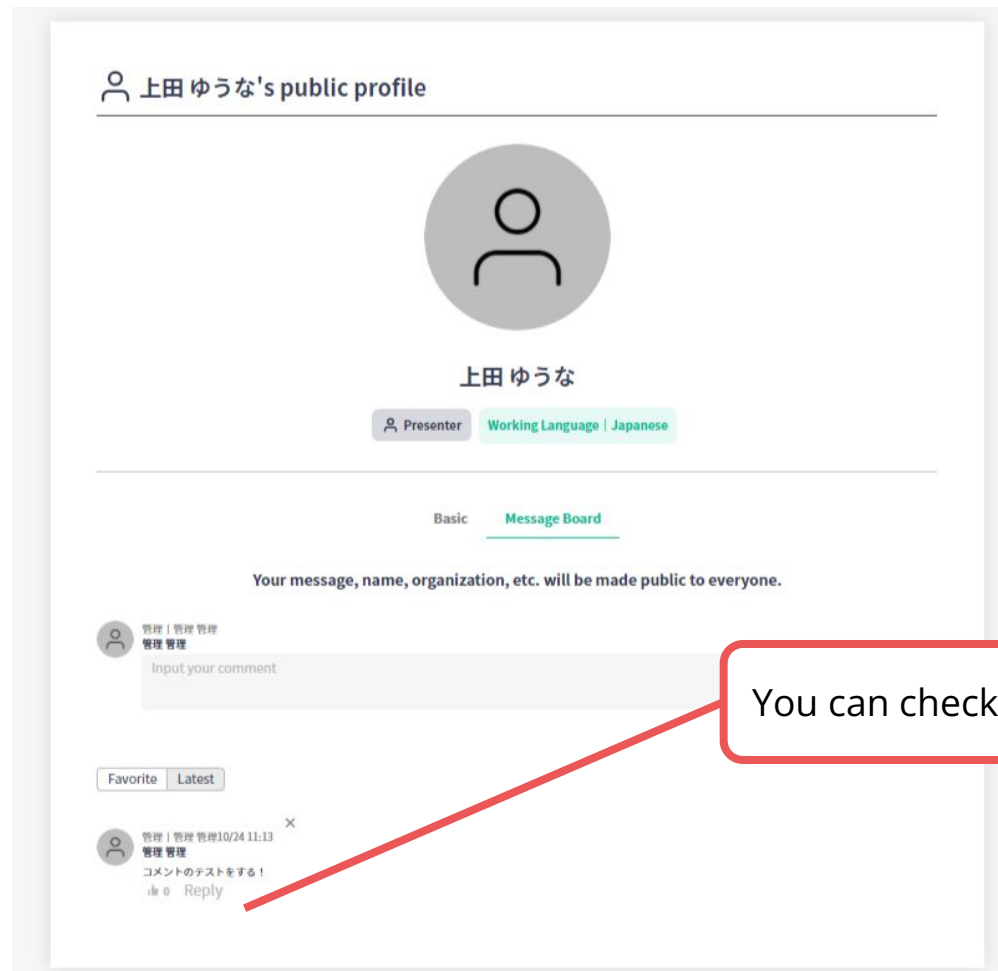 上田 ゆうな's public profile
上田 ゆうな
Presenter
Working Language｜Japanese
Basic
Message Board
Your message, name, organization, etc. will be made public to everyone.
管理｜管理 管理
管理 管理
Input your comment
You can check
Favorite
Latest
管理｜管理 管理10/24 11:13
管理 管理
コメントのテストをする！
0 Reply